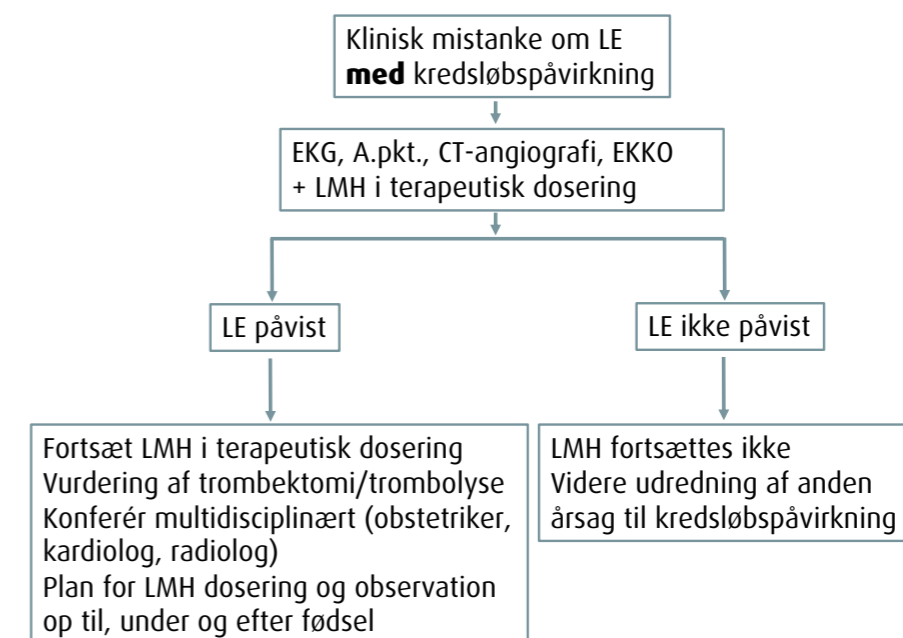 Klinisk mistanke om LE
med kredsløbspåvirkning
EKG, A.pkt., CT-angiografi, EKKO
+ LMH i terapeutisk dosering
LE påvist
LE ikke påvist
Fortsæt LMH i terapeutisk dosering
Vurdering af trombektomi/trombolyse
Konferér multidisciplinært (obstetriker,
kardiolog, radiolog)
Plan for LMH dosering og observation
op til, under og efter fødsel
LMH fortsættes ikke
Videre udredning af anden
årsag til kredsløbspåvirkning